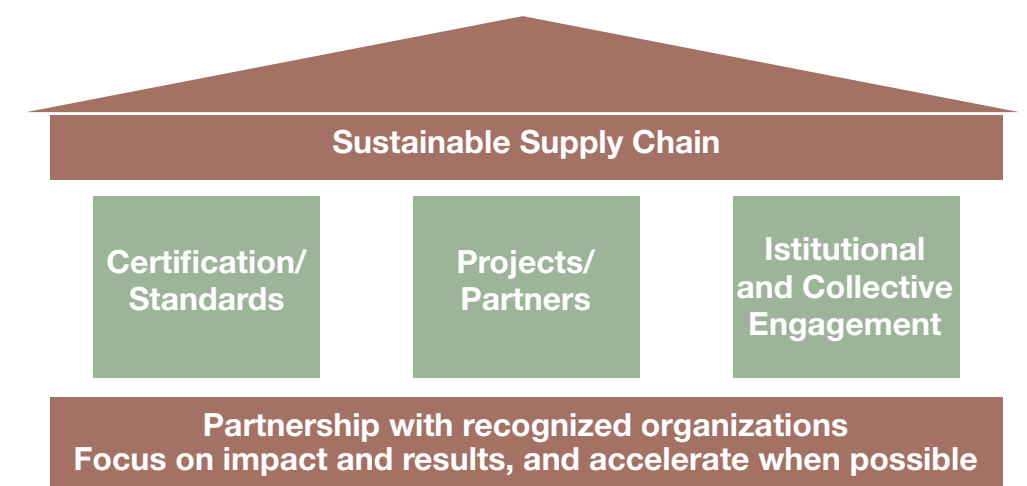 Sustainable Supply Chain
Certification/
Standards
Projects/
Partners
Istitutional
and Collective
Engagement
Partnership with recognized organizations
Focus on impact and results, and accelerate when possible